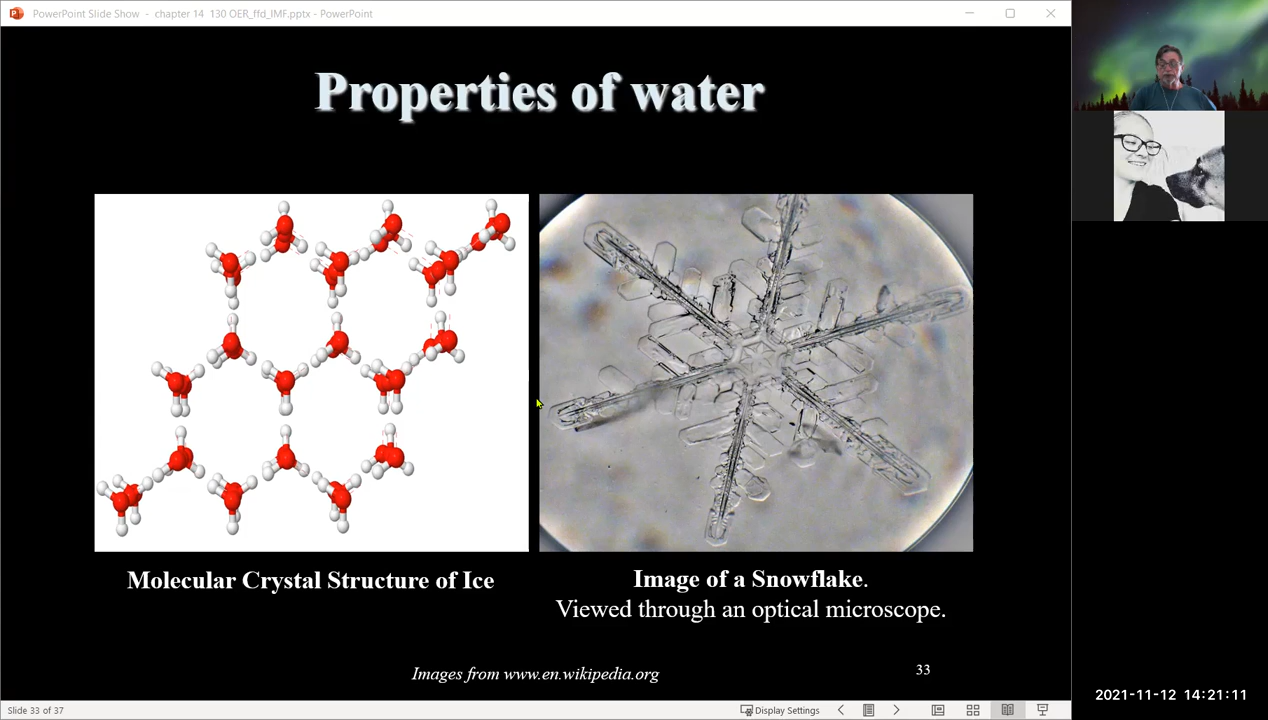 PowerPoint Slide Show - chapter 14 130 OER_ffd_IMF.pptx - PowerPoint
Properties of water
Molecular Crystal Structure of Ice
Image of a Snowflake.
Viewed through an optical microscope.
Images from www.en.wikipedia.org
33
Slide 33 of 37
Display Settings
2021-11-12 14:21:11